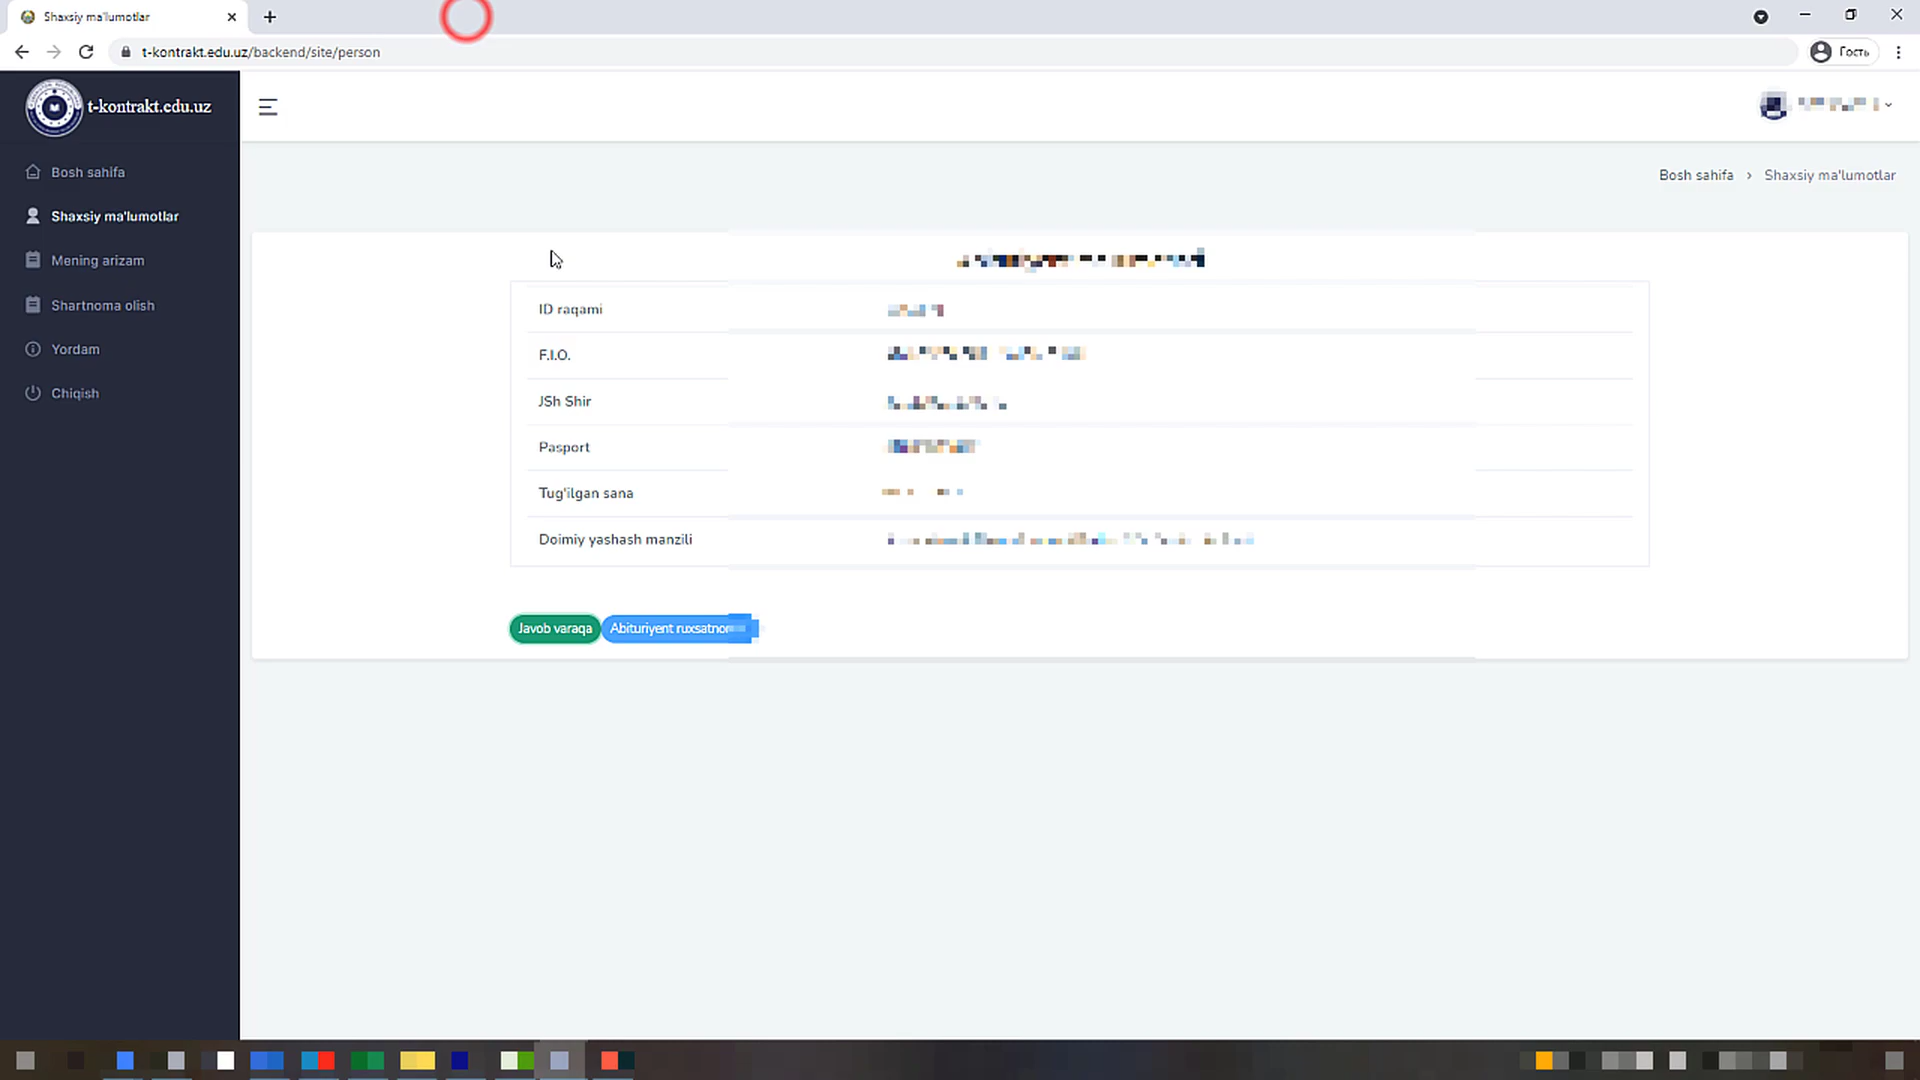 Shaxsiy ma'lumotlar
t-kontrakt.edu.uz/backend/site/person
Гость
t-kontrakt.edu.uz
Bosh sahifa
Shaxsiy ma'lumotlar
Mening arizam
Shartnoma olish
Yordam
Chiqish
Bosh sahifa > Shaxsiy ma'lumotlar
ID raqami
F.I.O.
JSh Shir
Pasport
Tug'ilgan sana
Doimiy yashash manzili
Javob varaqa
Abituriyent